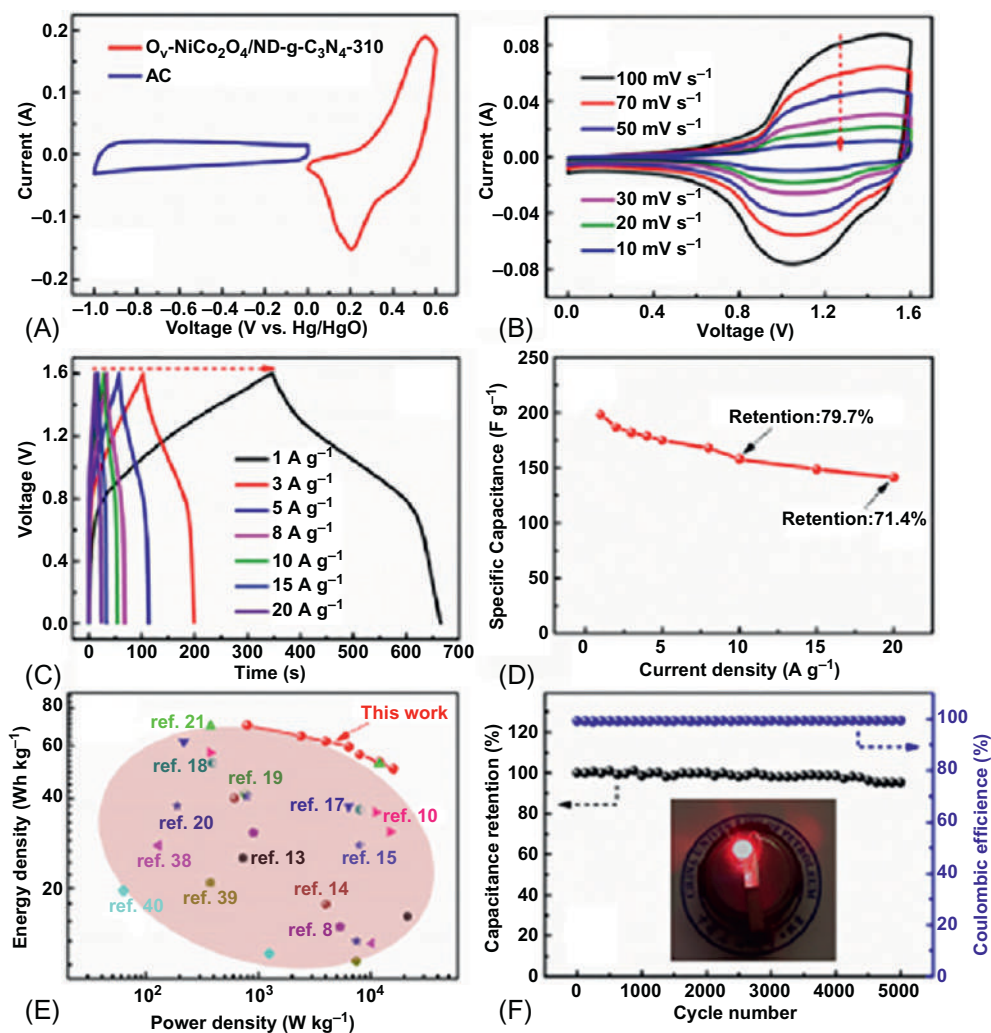 0.2
0.1
0.0
–0.1
–0.2
Current (A)
Oᵥ-NiCo₂O₄/ND-g-C₃N₄-310
AC
–1.0 –0.8 –0.6 –0.4 –0.2 0.0 0.2 0.4 0.6
Voltage (V vs. Hg/HgO)
(A)
0.08
0.04
0.00
–0.04
–0.08
Current (A)
100 mV s⁻¹
70 mV s⁻¹
50 mV s⁻¹
30 mV s⁻¹
20 mV s⁻¹
10 mV s⁻¹
0.0 0.4 0.8 1.2 1.6
Voltage (V)
(B)
1.6
1.2
0.8
0.4
0.0
Voltage (V)
1 A g⁻¹
3 A g⁻¹
5 A g⁻¹
8 A g⁻¹
10 A g⁻¹
15 A g⁻¹
20 A g⁻¹
0 100 200 300 400 500 600 700
Time (s)
(C)
250
200
150
100
50
0
Specific Capacitance (F g⁻¹)
Retention:79.7%
Retention:71.4%
0 5 10 15 20
Current density (A g⁻¹)
(D)
80
60
40
20
Energy density (Wh kg⁻¹)
ref. 21
This work
ref. 18
ref. 19
ref. 17
ref. 10
ref. 20
ref. 38
ref. 13
ref. 15
ref. 39
ref. 14
ref. 40
ref. 8
10² 10³ 10⁴
Power density (W kg⁻¹)
(E)
120
100
80
60
40
20
0
Capacitance retention (%)
100
80
60
40
20
0
Coulombic efficience (%)
0 1000 2000 3000 4000 5000
Cycle number
(F)